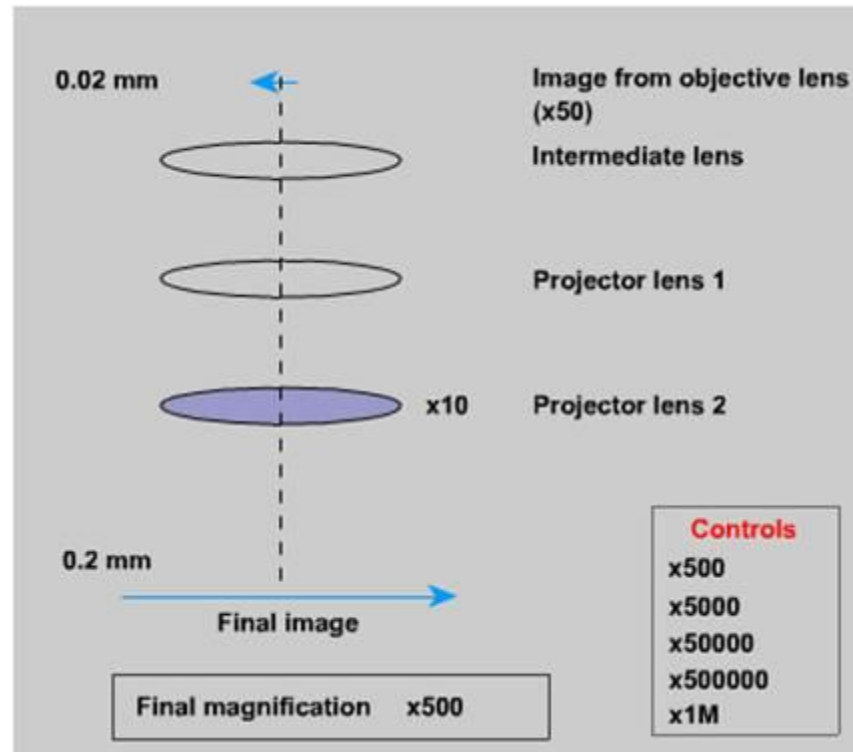 0.02 mm
Image from objective lens
(x50)
Intermediate lens
Projector lens 1
x10 Projector lens 2
0.2 mm
Final image
Final magnification x500
Controls
x500
x5000
x50000
x500000
x1M